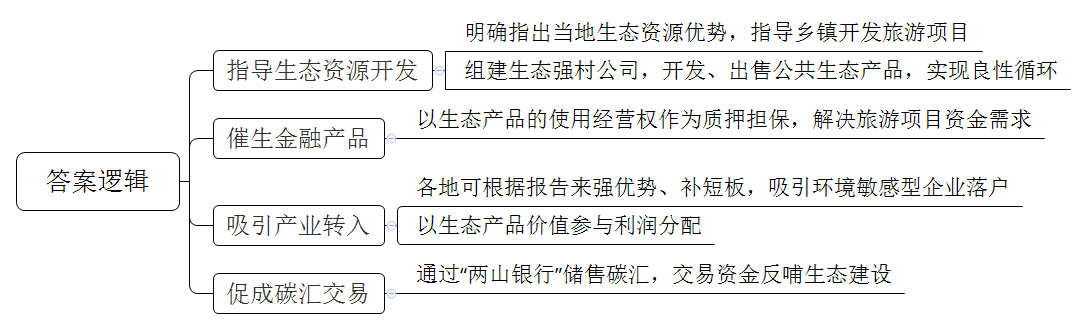 答案逻辑
指导生态资源开发
明确指出当地生态资源优势，指导乡镇开发旅游项目
组建生态强村公司，开发、出售公共生态产品，实现良性循环
催生金融产品
以生态产品的使用经营权作为质押担保，解决旅游项目资金需求
吸引产业转入
各地可根据报告来强优势、补短板，吸引环境敏感型企业落户
以生态产品价值参与利润分配
促成碳汇交易
通过“两山银行”储售碳汇，交易资金反哺生态建设